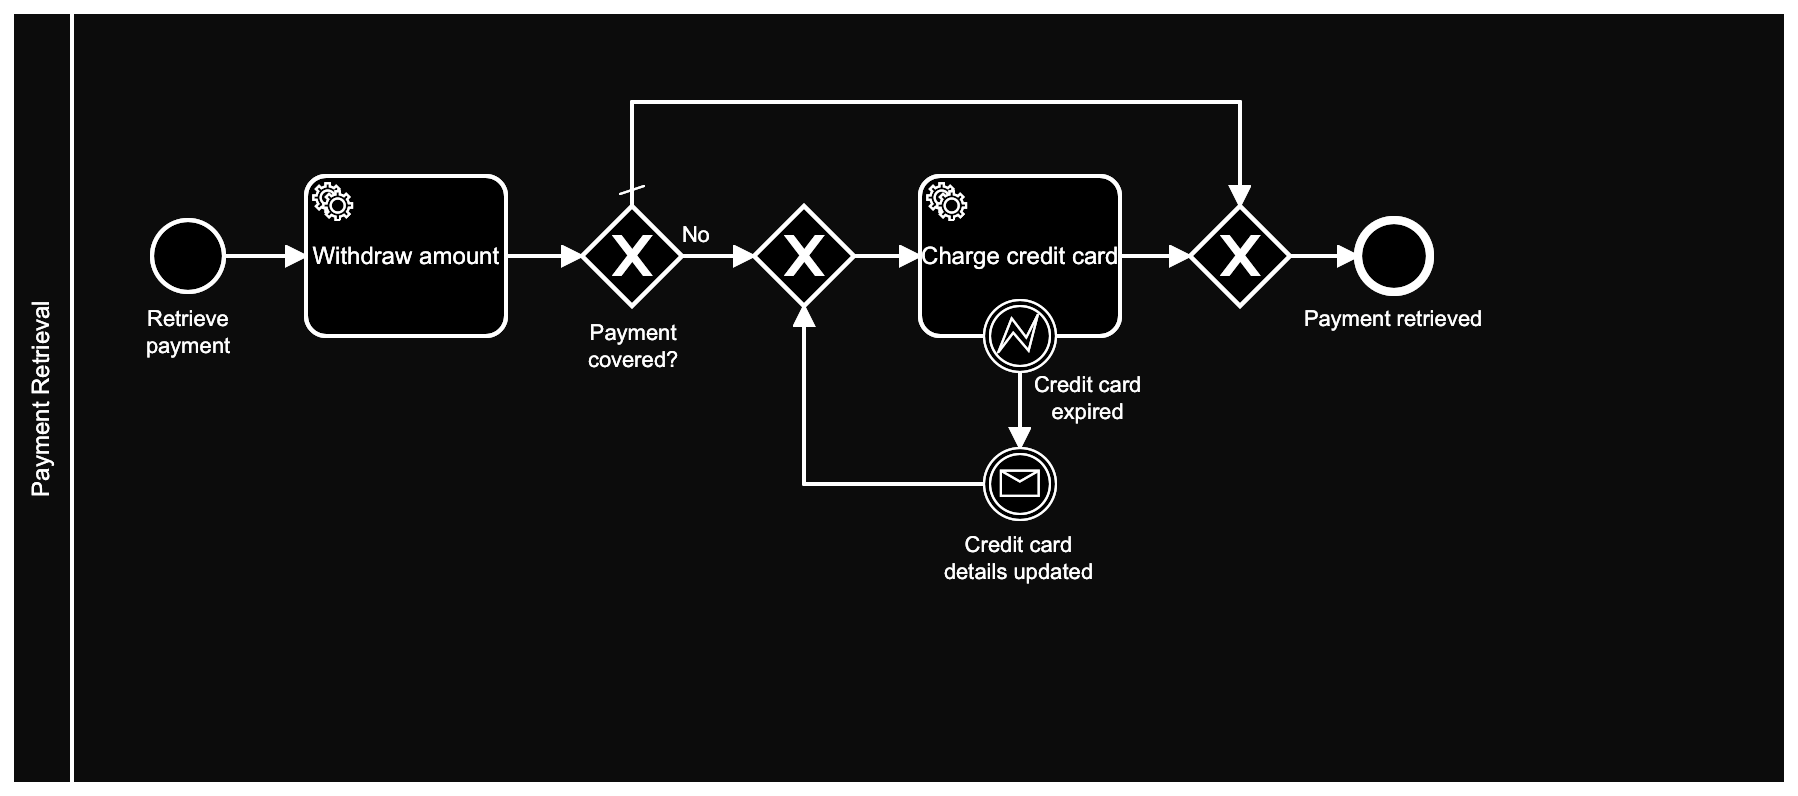 Payment Retrieval
Retrieve
payment
Withdraw amount
Payment
covered?
No
Charge credit card
Credit card
expired
Credit card
details updated
Payment retrieved